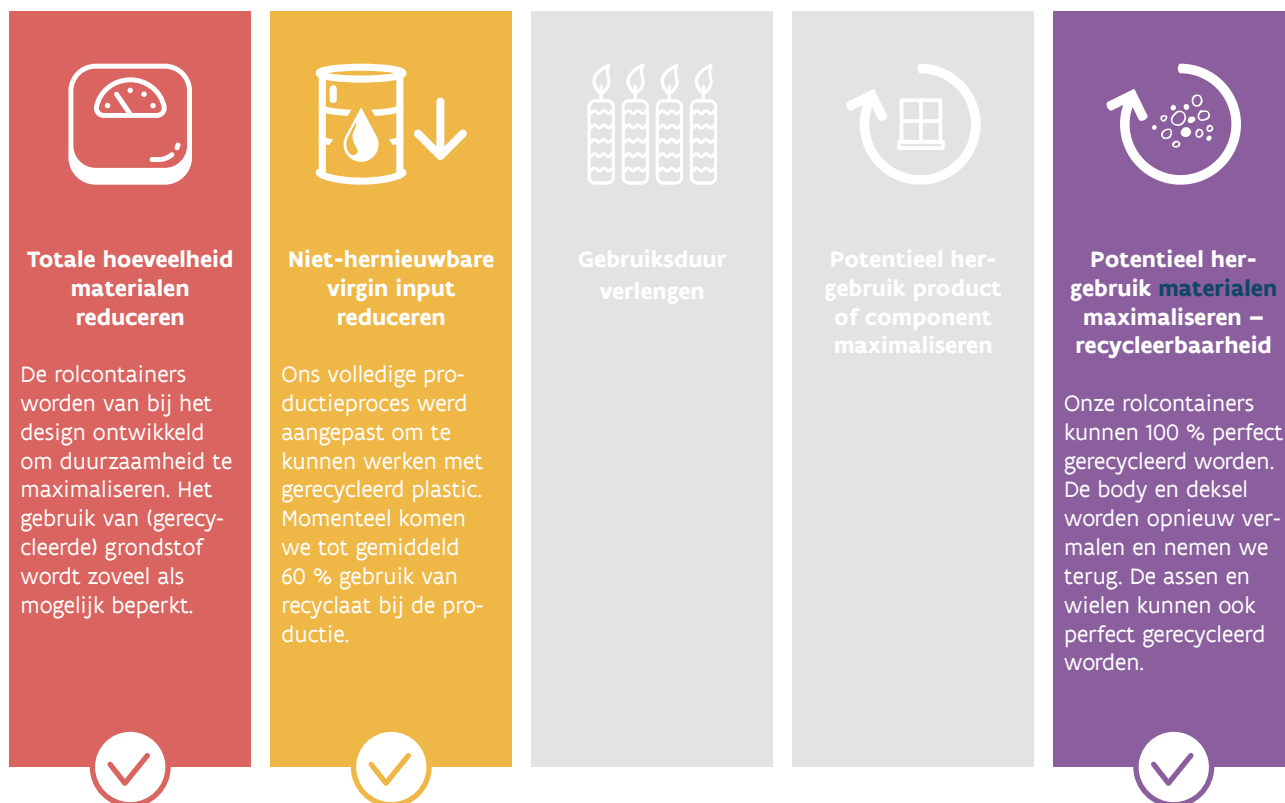 Totale hoeveelheid
materialen
reduceren
De rolcontainers
worden van bij het
design ontwikkeld
om duurzaamheid te
maximaliseren. Het
gebruik van (gerecy-
cleerde) grondstof
wordt zoveel als
mogelijk beperkt.
Niet-hernieuwbare
virgin input
reduceren
Ons volledige pro-
ductieproces werd
aangepast om te
kunnen werken met
gerecycleerd plastic.
Momenteel komen
we tot gemiddeld
60 % gebruik van
recyclaat bij de pro-
ductie.
Gebruiksduur
verlengen
Potentieel her-
gebruik product
of component
maximaliseren
Potentieel her-
gebruik materialen
maximaliseren –
recycleerbaarheid
Onze rolcontainers
kunnen 100 % perfect
gerecycleerd worden.
De body en deksel
worden opnieuw ver-
malen en nemen we
terug. De assen en
wielen kunnen ook
perfect gerecycleerd
worden.